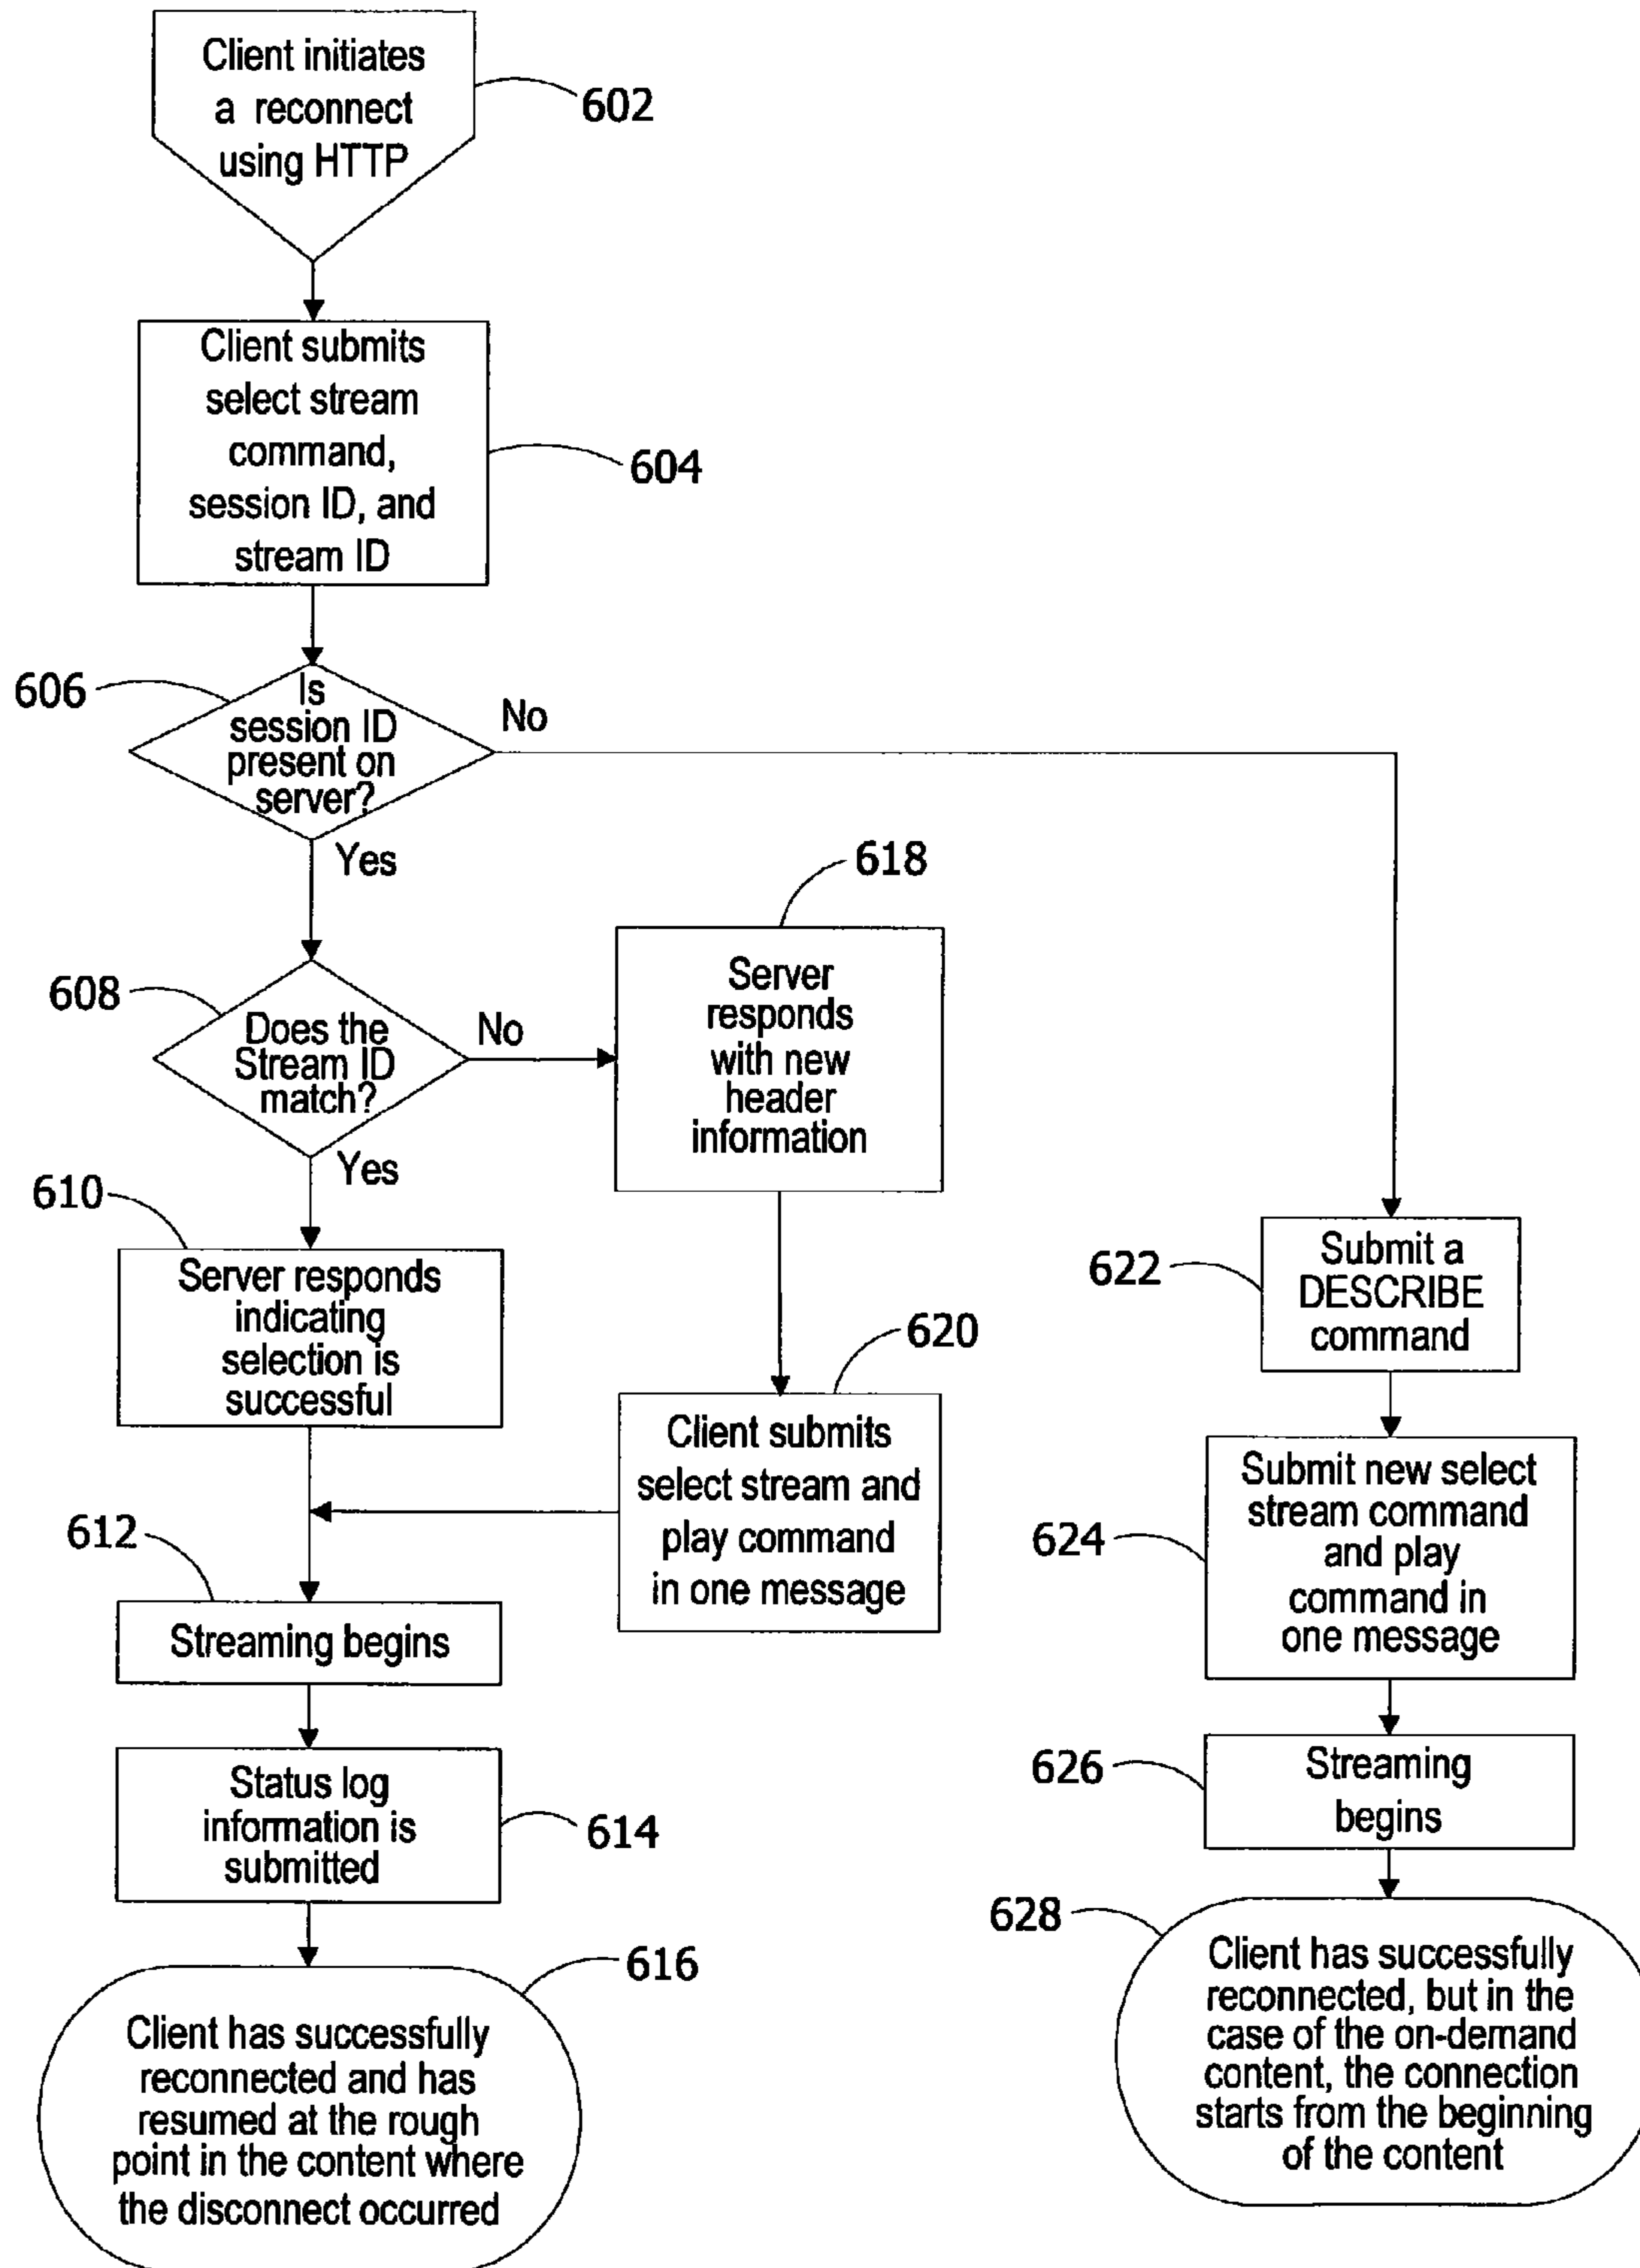 Client initiates
a reconnect
using HTTP
602
Client submits
select stream
command,
session ID, and
stream ID
604
606
Is
session ID
present on
server?
No
Yes
608
Does the
Stream ID
match?
No
Yes
618
Server
responds
with new
header
information
610
Server responds
indicating
selection is
successful
620
Client submits
select stream and
play command
in one message
612
Streaming begins
Status log
information is
submitted
614
616
Client has successfully
reconnected and has
resumed at the rough
point in the content where
the disconnect occurred
622
Submit a
DESCRIBE
command
624
Submit new select
stream command
and play
command in
one message
626
Streaming
begins
628
Client has successfully
reconnected, but in the
case of the on-demand
content, the connection
starts from the beginning
of the content